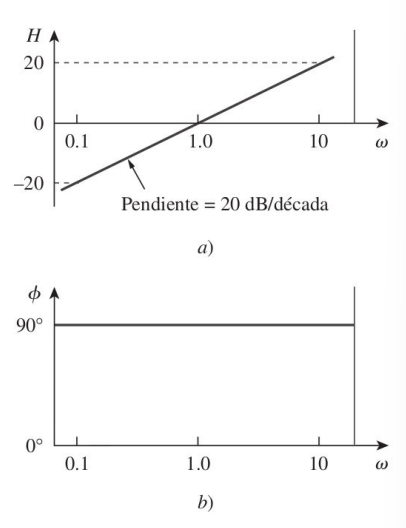 H
20
0
0.1 1.0 10 ω
–20
Pendiente = 20 dB/década
a)
ϕ
90°
0°
0.1 1.0 10 ω
b)